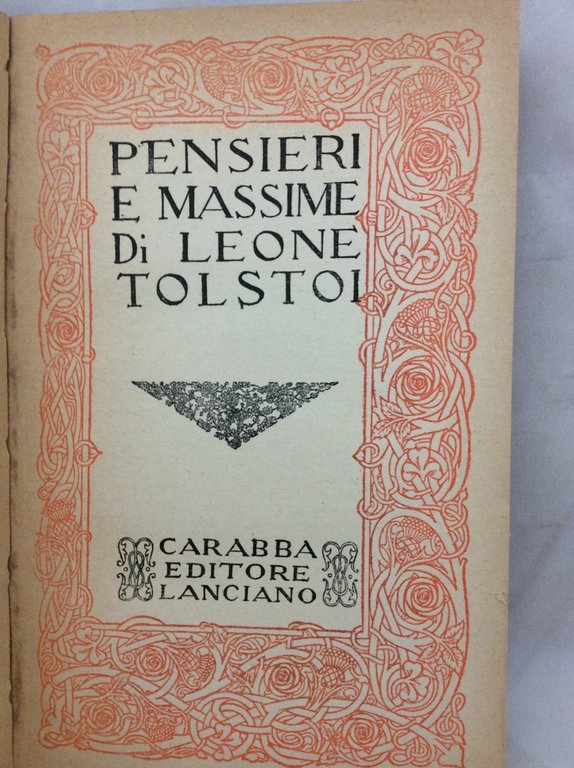 PENSIERI
E MASSIME
Di LEONE
TOLSTOI
CARABBA
EDITORE
LANCIANO